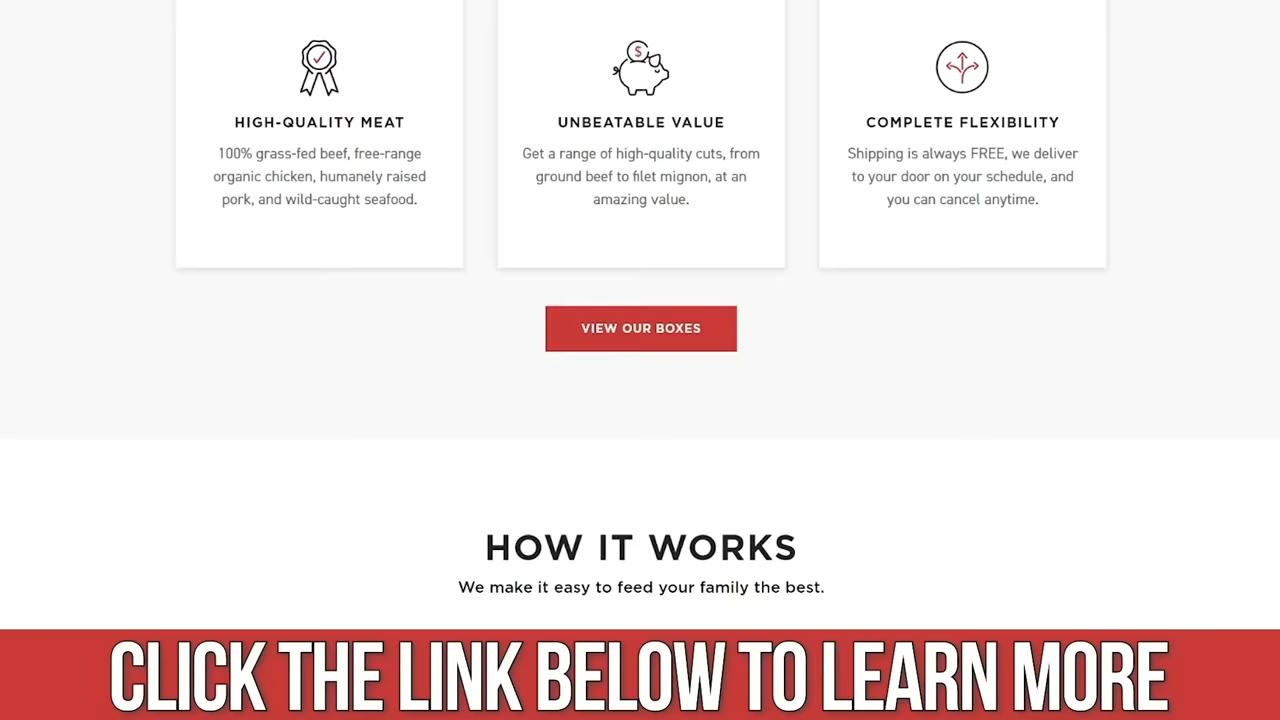 HIGH-QUALITY MEAT
100% grass-fed beef, free-range
organic chicken, humanely raised
pork, and wild-caught seafood.
$
UNBEATABLE VALUE
Get a range of high-quality cuts, from
ground beef to filet mignon, at an
amazing value.
COMPLETE FLEXIBILITY
Shipping is always FREE, we deliver
to your door on your schedule, and
you can cancel anytime.
VIEW OUR BOXES
HOW IT WORKS
We make it easy to feed your family the best.
CLICK THE LINK BELOW TO LEARN MORE